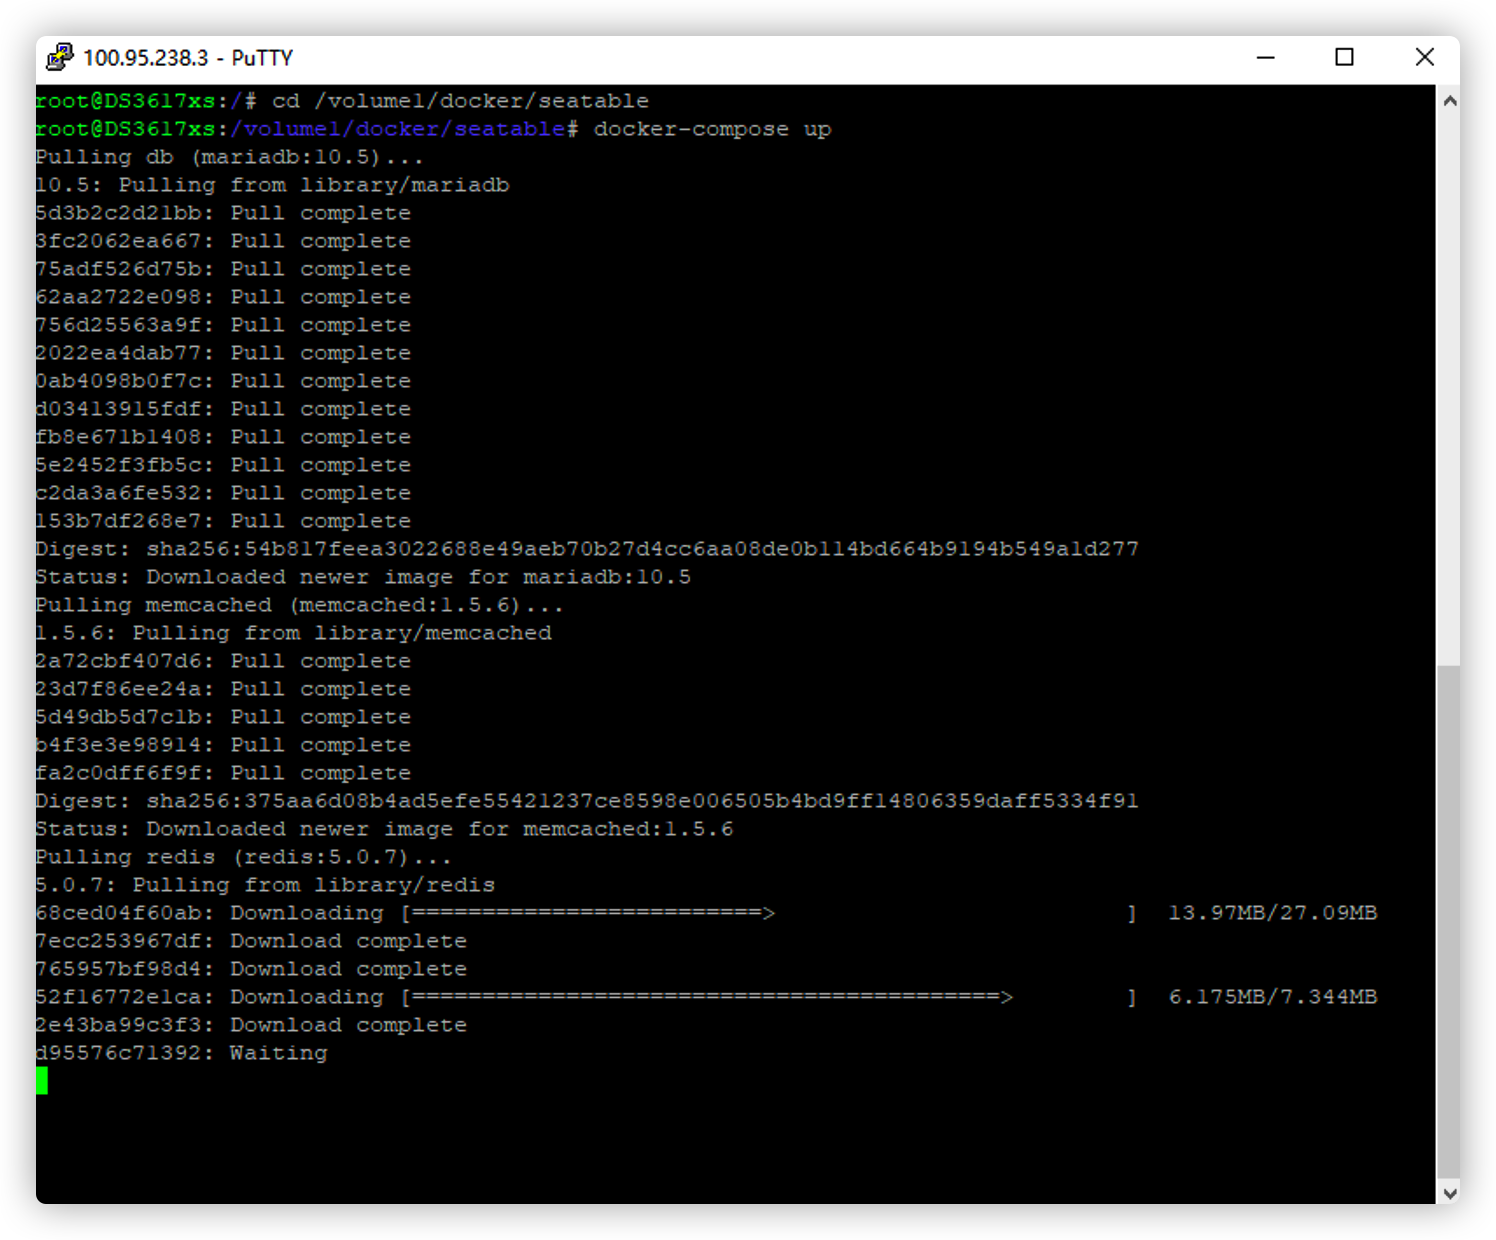 100.95.238.3 - PuTTY
root@DS3617xs:/# cd /volume1/docker/seatable
root@DS3617xs:/volume1/docker/seatable# docker-compose up
Pulling db (mariadb:10.5)...
10.5: Pulling from library/mariadb
5d3b2c2d21bb: Pull complete
3fc2062ea667: Pull complete
75adf526d75b: Pull complete
62aa2722e098: Pull complete
756d25563a9f: Pull complete
2022ea4dab77: Pull complete
0ab4098b0f7c: Pull complete
d03413915fdf: Pull complete
fb8e671b1408: Pull complete
5e2452f3fb5c: Pull complete
c2da3a6fe532: Pull complete
153b7df268e7: Pull complete
Digest: sha256:54b817feea3022688e49aeb70b27d4cc6aa08de0b114bd664b9194b549a1d277
Status: Downloaded newer image for mariadb:10.5
Pulling memcached (memcached:1.5.6)...
1.5.6: Pulling from library/memcached
2a72cbf407d6: Pull complete
23d7f86ee24a: Pull complete
5d49db5d7c1b: Pull complete
b4f3e3e98914: Pull complete
fa2c0dff6f9f: Pull complete
Digest: sha256:375aa6d08b4ad5efe55421237ce8598e006505b4bd9ff14806359daff5334f91
Status: Downloaded newer image for memcached:1.5.6
Pulling redis (redis:5.0.7)...
5.0.7: Pulling from library/redis
68ced04f60ab: Downloading [=========================>                         ]  13.97MB/27.09MB
7ecc253967df: Download complete
765957bf98d4: Download complete
52f16772e1ca: Downloading [==========================================>        ]  6.175MB/7.344MB
2e43ba99c3f3: Download complete
d95576c71392: Waiting